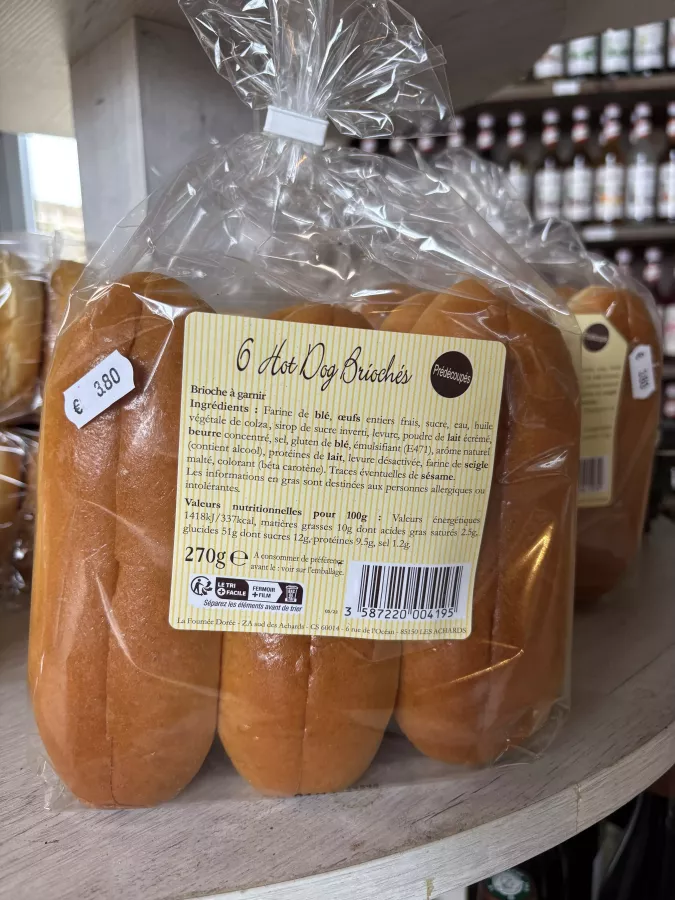 6 Hot Dog Briochés
Prédécoupés
€ 3.80
Brioche à garnir
Ingrédients : Farine de blé, œufs entiers frais, sucre, eau, huile
végétale de colza, sirop de sucre inverti, levure, poudre de lait écrémé,
beurre concentré, sel, gluten de blé, émulsifiant (E471), arôme naturel
(contient alcool), protéines de lait, levure désactivée, farine de seigle
malté, colorant (béta carotène). Traces éventuelles de sésame.
Les informations en gras sont destinées aux personnes allergiques ou
intolérantes.
Valeurs nutritionnelles pour 100g : Valeurs énergétiques
1418kJ/337kcal, matières grasses 10g dont acides gras saturés 2.5g,
glucides 51g dont sucres 12g, protéines 9.5g, sel 1.2g.
270g e
A consommer de préférence
avant le : voir sur l'emballage.
LE TRI
+ FACILE
FERMOIR
+ FILM
Séparez les éléments avant de trier
3 587220 004195
La Fournée Dorée - ZA sud des Achards - CS 60014 - 6 rue de l'Océan - 85150 LES ACHARDS